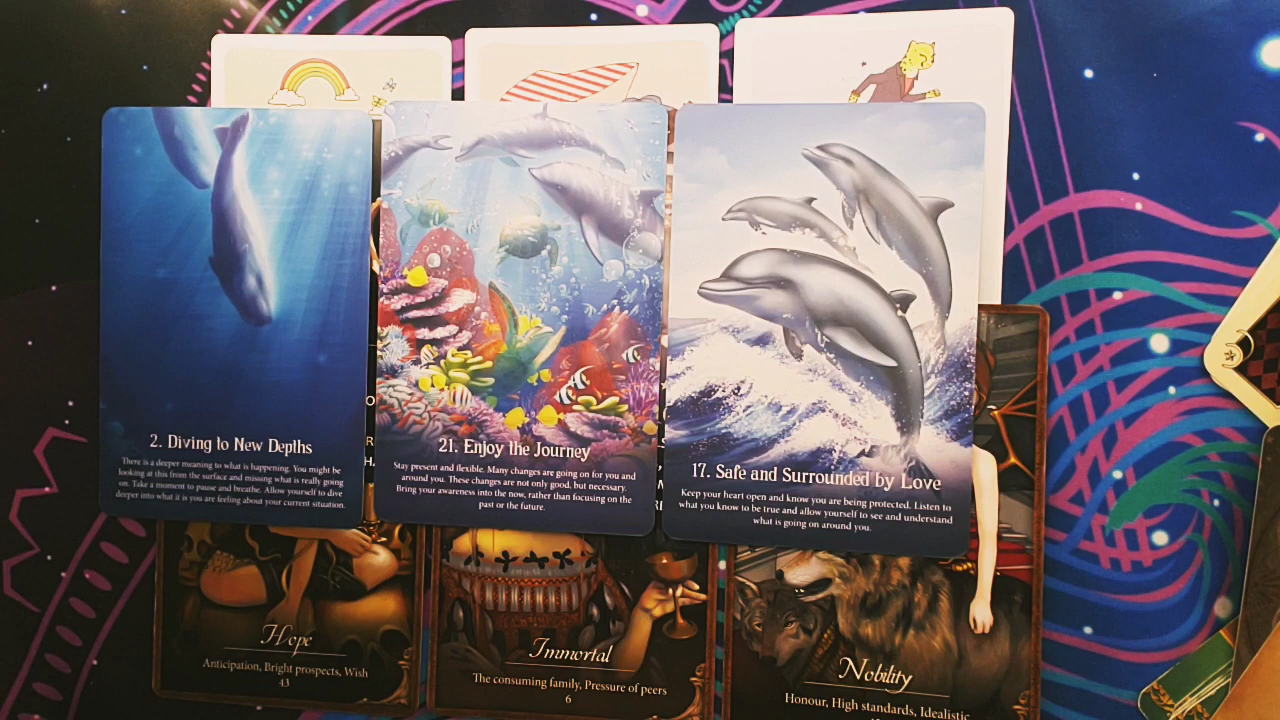 2. Diving to New Depths
There is a deeper meaning to what is happening. You might be
looking at this from the surface and missing what is really going
on. Take a moment to pause and breathe. Allow yourself to dive
deeper into what it is you are feeling about your current situation.
21. Enjoy the Journey
Stay present and flexible. Many changes are going on for you and
around you. These changes are not only good, but necessary.
Bring your awareness into the now, rather than focusing on the
past or the future.
17. Safe and Surrounded by Love
Keep your heart open and know you are being protected. Listen to
what you know to be true and allow yourself to see and understand
what is going on around you.
Hope
Anticipation, Bright prospects, Wish
43
Immortal
The consuming family, Pressure of peers
6
Nobility
Honour, High standards, Idealistic